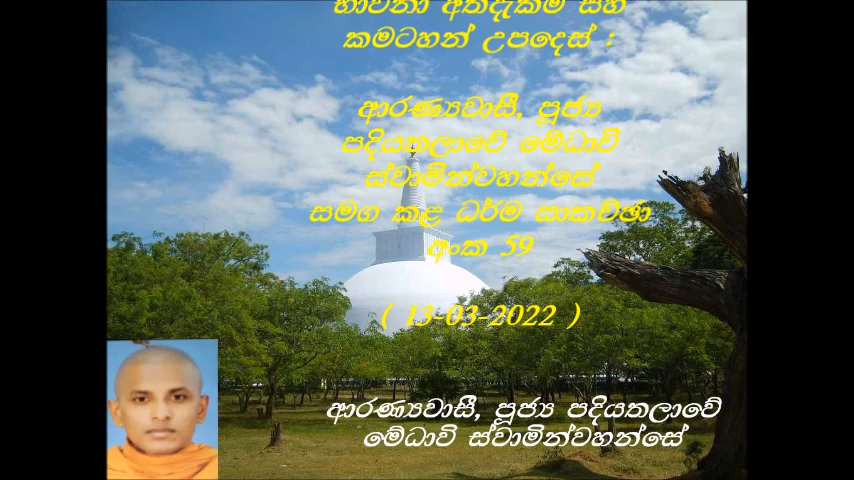 භාවනා අත්දැකීම් සහ
කමටහන් උපදෙස් :
ආරණ්‍යවාසී, පූජ්‍ය
පදියතලාවේ මේධාවි
ස්වාමින්වහන්සේ
සමග කළ ධර්ම සාකච්ඡා
අංක 59
( 13-03-2022 )
ආරණ්‍යවාසී, පූජ්‍ය පදියතලාවේ
මේධාවි ස්වාමින්වහන්සේ